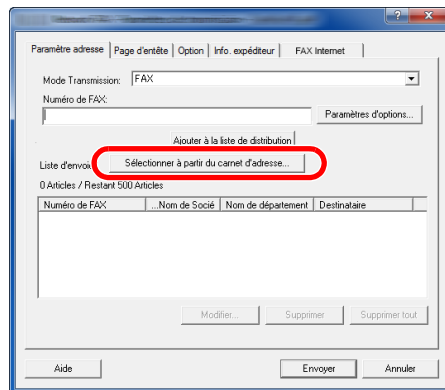 Paramètre adresse Page d'entête Option Info. expéditeur FAX Internet
Mode Transmission: FAX
Numéro de FAX:
Paramètres d'options...
Ajouter à la liste de distribution
Liste d'envoi Sélectionner à partir du carnet d'adresse...
0 Articles / Restant 500 Articles
Numéro de FAX ...Nom de Socié Nom de département Destinataire
Modifier... Supprimer Supprimer tout
Aide Envoyer Annuler